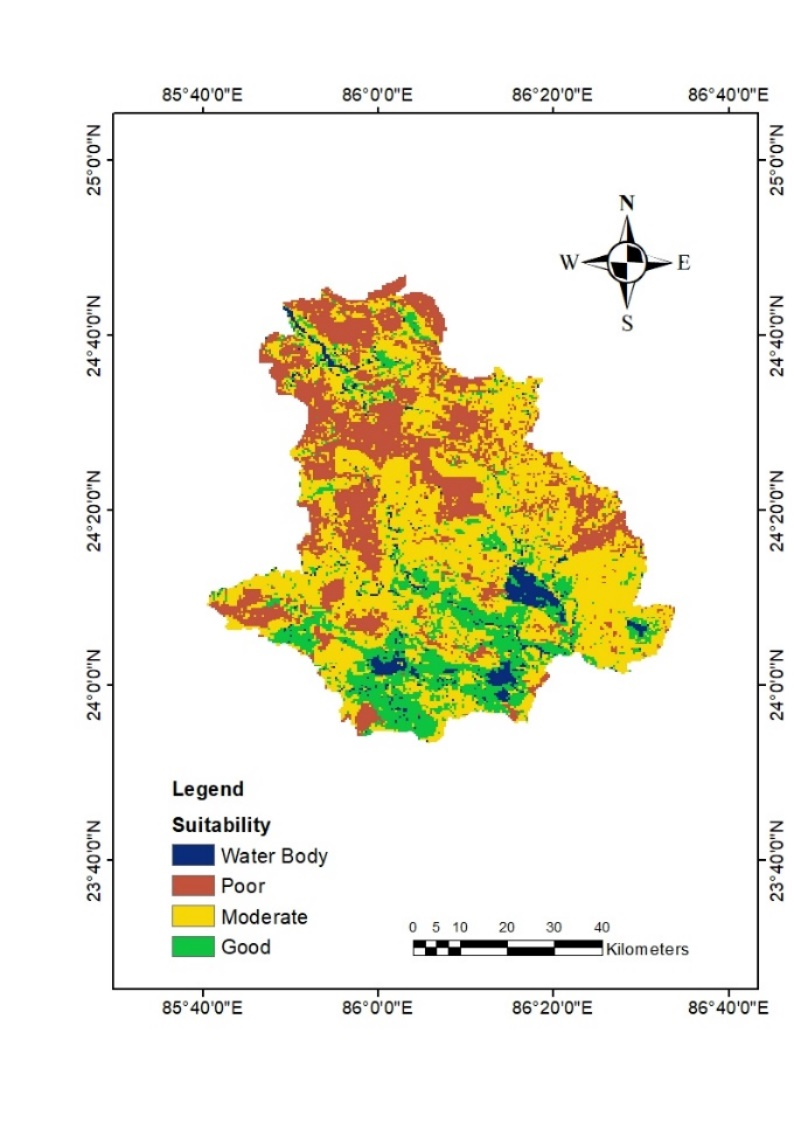 85°40'0"E 86°0'0"E 86°20'0"E 86°40'0"E
25°0'0"N 25°0'0"N
N
W E
S
24°40'0"N 24°40'0"N
24°20'0"N 24°20'0"N
24°0'0"N 24°0'0"N
Legend
Suitability
Water Body
Poor
Moderate
Good
23°40'0"N 23°40'0"N
0 5 10 20 30 40
Kilometers
85°40'0"E 86°0'0"E 86°20'0"E 86°40'0"E